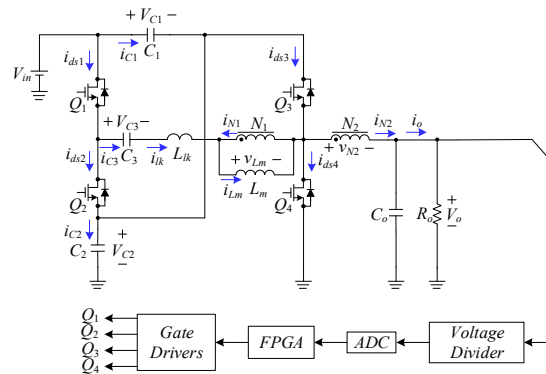 + V_C1 −
i_ds1
i_C1
C_1
i_ds3
V_in
Q_1
Q_3
+ V_C3 −
i_N1
N_1
N_2
i_N2
i_o
i_ds2
i_C3
C_3
i_lk
L_lk
+ v_Lm −
+ v_N2 −
i_ds4
i_Lm
L_m
Q_2
Q_4
i_C2
C_2
+
V_C2
−
C_o
R_o
+
V_o
−
Q_1
Q_2
Q_3
Q_4
Gate
Drivers
FPGA
ADC
Voltage
Divider